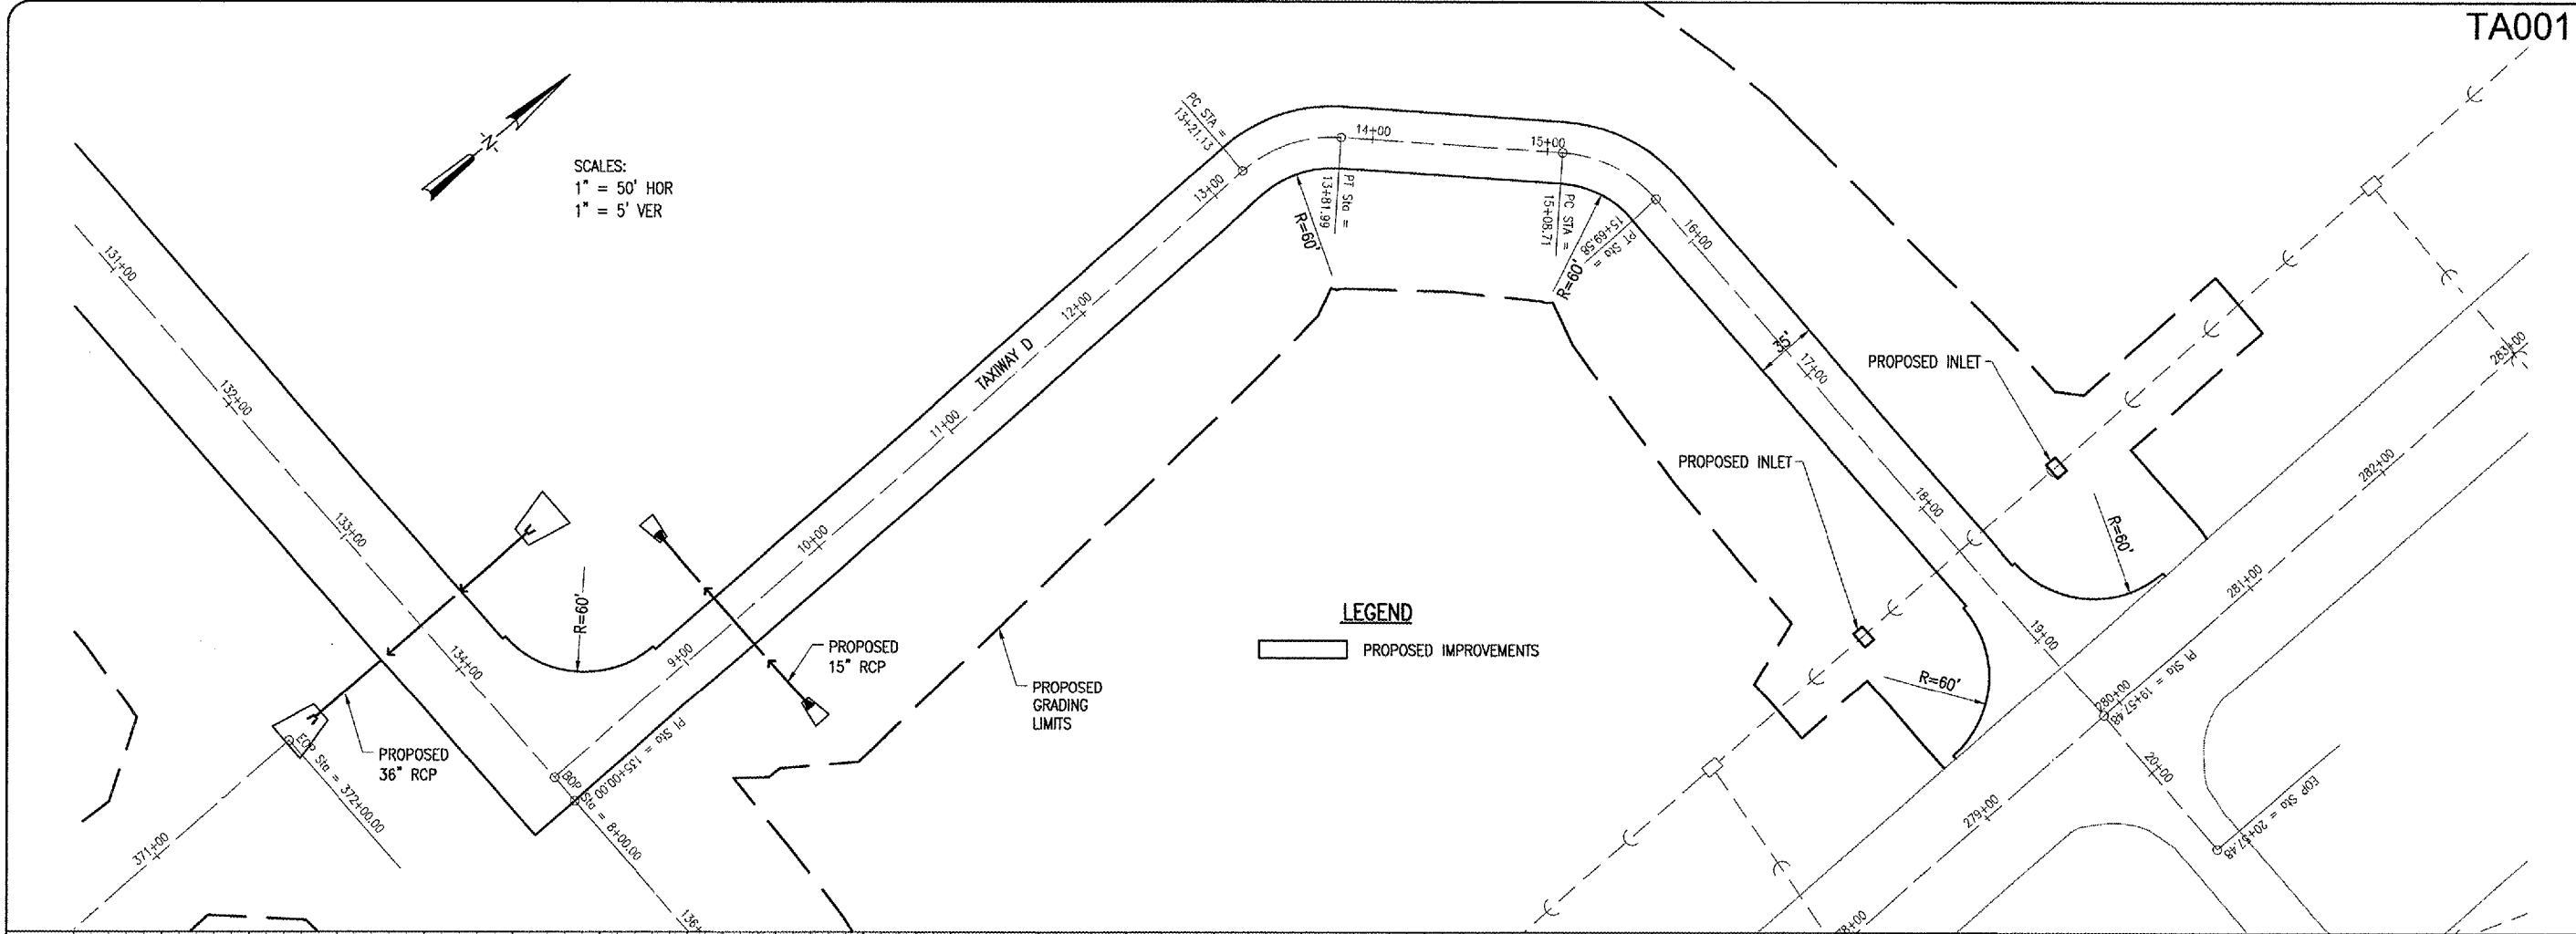 TA001
-N-
SCALES:
1" = 50' HOR
1" = 5' VER
PC STA =
13+21.13
14+00
15+00
13+00
PT Sta =
13+81.99
R=60'
PC STA =
15+08.71
PT Sta =
15+69.58
R=60'
16+00
131+00
12+00
35'
17+00
PROPOSED INLET
283+00
TAXIWAY D
132+00
11+00
PROPOSED INLET
282+00
18+00
133+00
10+00
R=60'
R=60'
281+00
LEGEND
PROPOSED IMPROVEMENTS
19+00
134+00
9+00
PROPOSED
15" RCP
PROPOSED
GRADING
LIMITS
R=60'
280+00
PI Sta = 19+57.48
PI Sta = 135+00.00
EOP Sta = 372+00.00
PROPOSED
36" RCP
BOP Sta = 8+00.00
20+00
EOP Sta = 20+57.48
279+00
371+00
136+
78+00